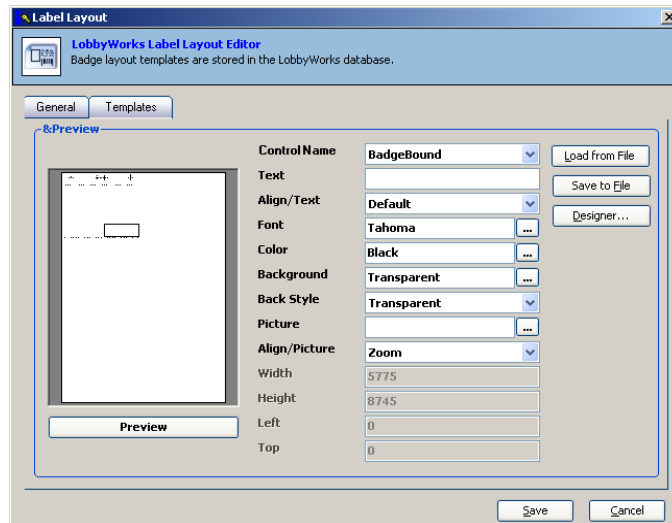 Label Layout
LobbyWorks Label Layout Editor
Badge layout templates are stored in the LobbyWorks database.
General Templates
&Preview
Control Name BadgeBound Load from File
Text Save to File
Align/Text Default Designer...
Font Tahoma ...
Color Black ...
Background Transparent ...
Back Style Transparent
Picture ...
Align/Picture Zoom
Width 5775
Height 8745
Preview Left 0
Top 0
Save Cancel